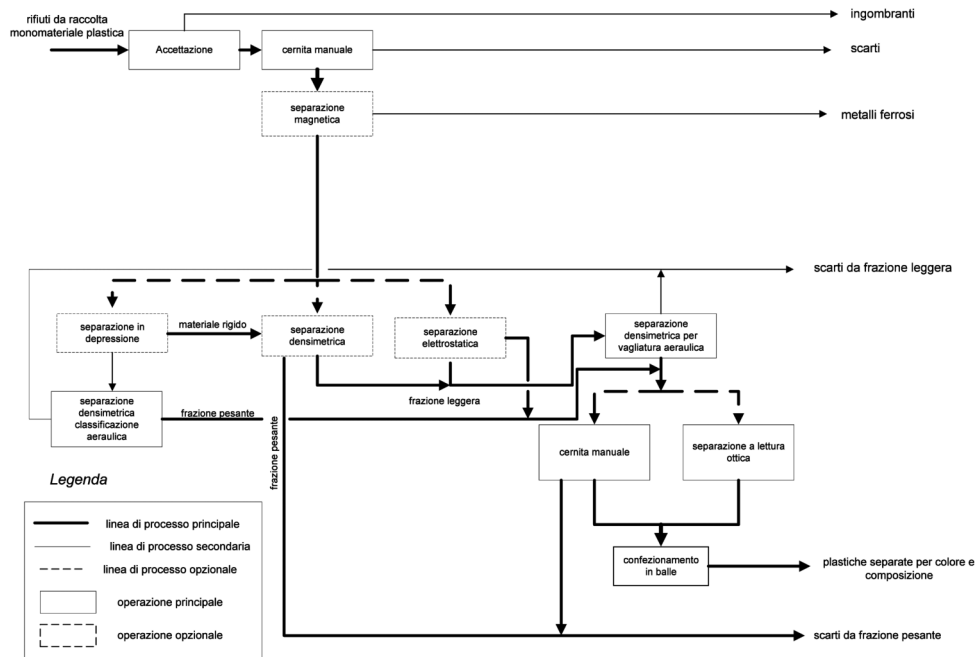 rifiuti da raccolta
monomateriale plastica
Accettazione
cernita manuale
ingombranti
scarti
separazione
magnetica
metalli ferrosi
scarti da frazione leggera
separazione in
depressione
materiale rigido
separazione
densimetrica
separazione
elettrostatica
separazione
densimetrica per
vagliatura aeraulica
frazione leggera
separazione
densimetrica
classificazione
aeraulica
frazione pesante
frazione pesante
cernita manuale
separazione a lettura
ottica
confezionamento
in balle
plastiche separate per colore e
composizione
scarti da frazione pesante
Legenda
linea di processo principale
linea di processo secondaria
linea di processo opzionale
operazione principale
operazione opzionale